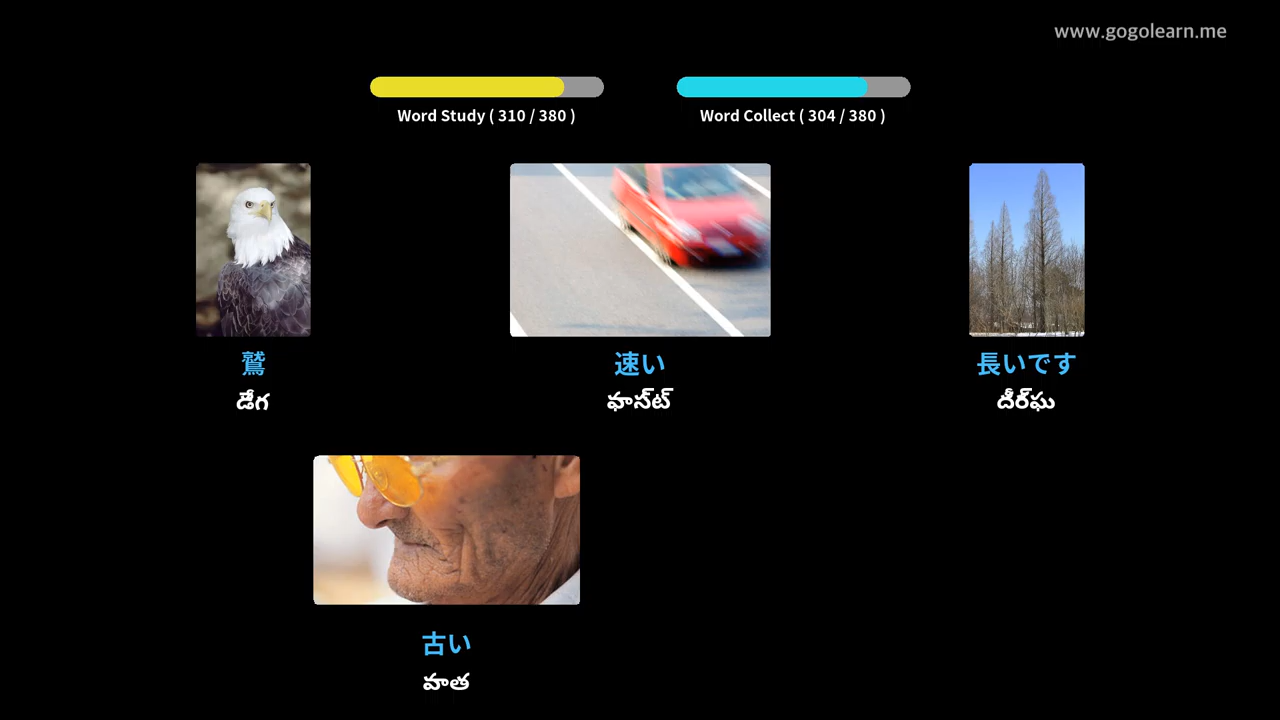 www.gogolearn.me
Word Study ( 310 / 380 )
Word Collect ( 304 / 380 )
鷲
速い
長いです
డేగ
ఫాస్ట్
దీర్ఘ
古い
పాత